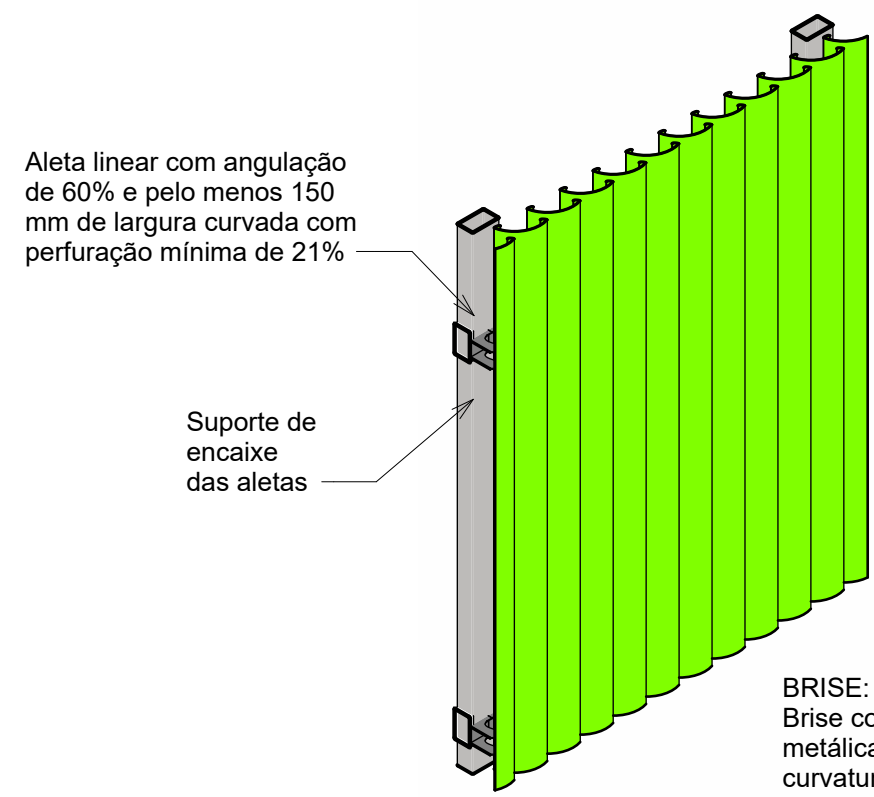 Aleta linear com angulação
de 60% e pelo menos 150
mm de largura curvada com
perfuração mínima de 21%
Suporte de
encaixe
das aletas
BRISE:
Brise
metálica